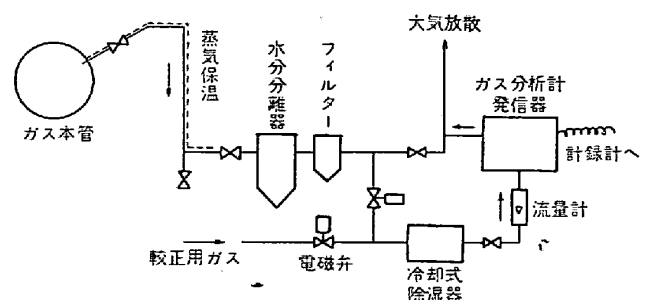 大気放散
蒸気保温
水分分離器
フィルター
ガス分析計
発信器
ガス本管
計録計へ
流量計
較正用ガス
電磁弁
冷却式
除湿器